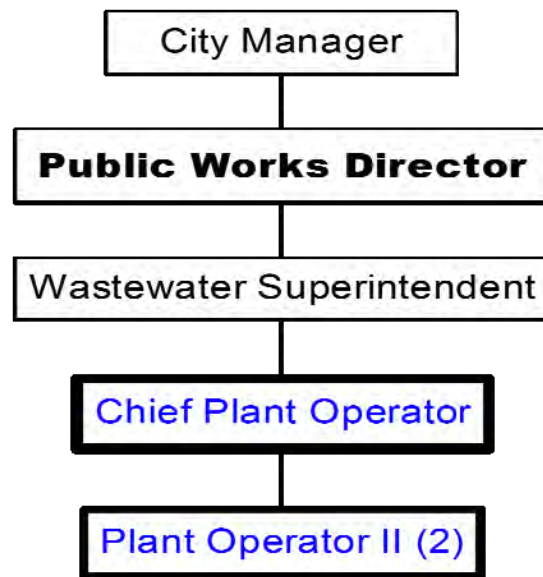 City Manager
Public Works Director
Wastewater Superintendent
Chief Plant Operator
Plant Operator II (2)